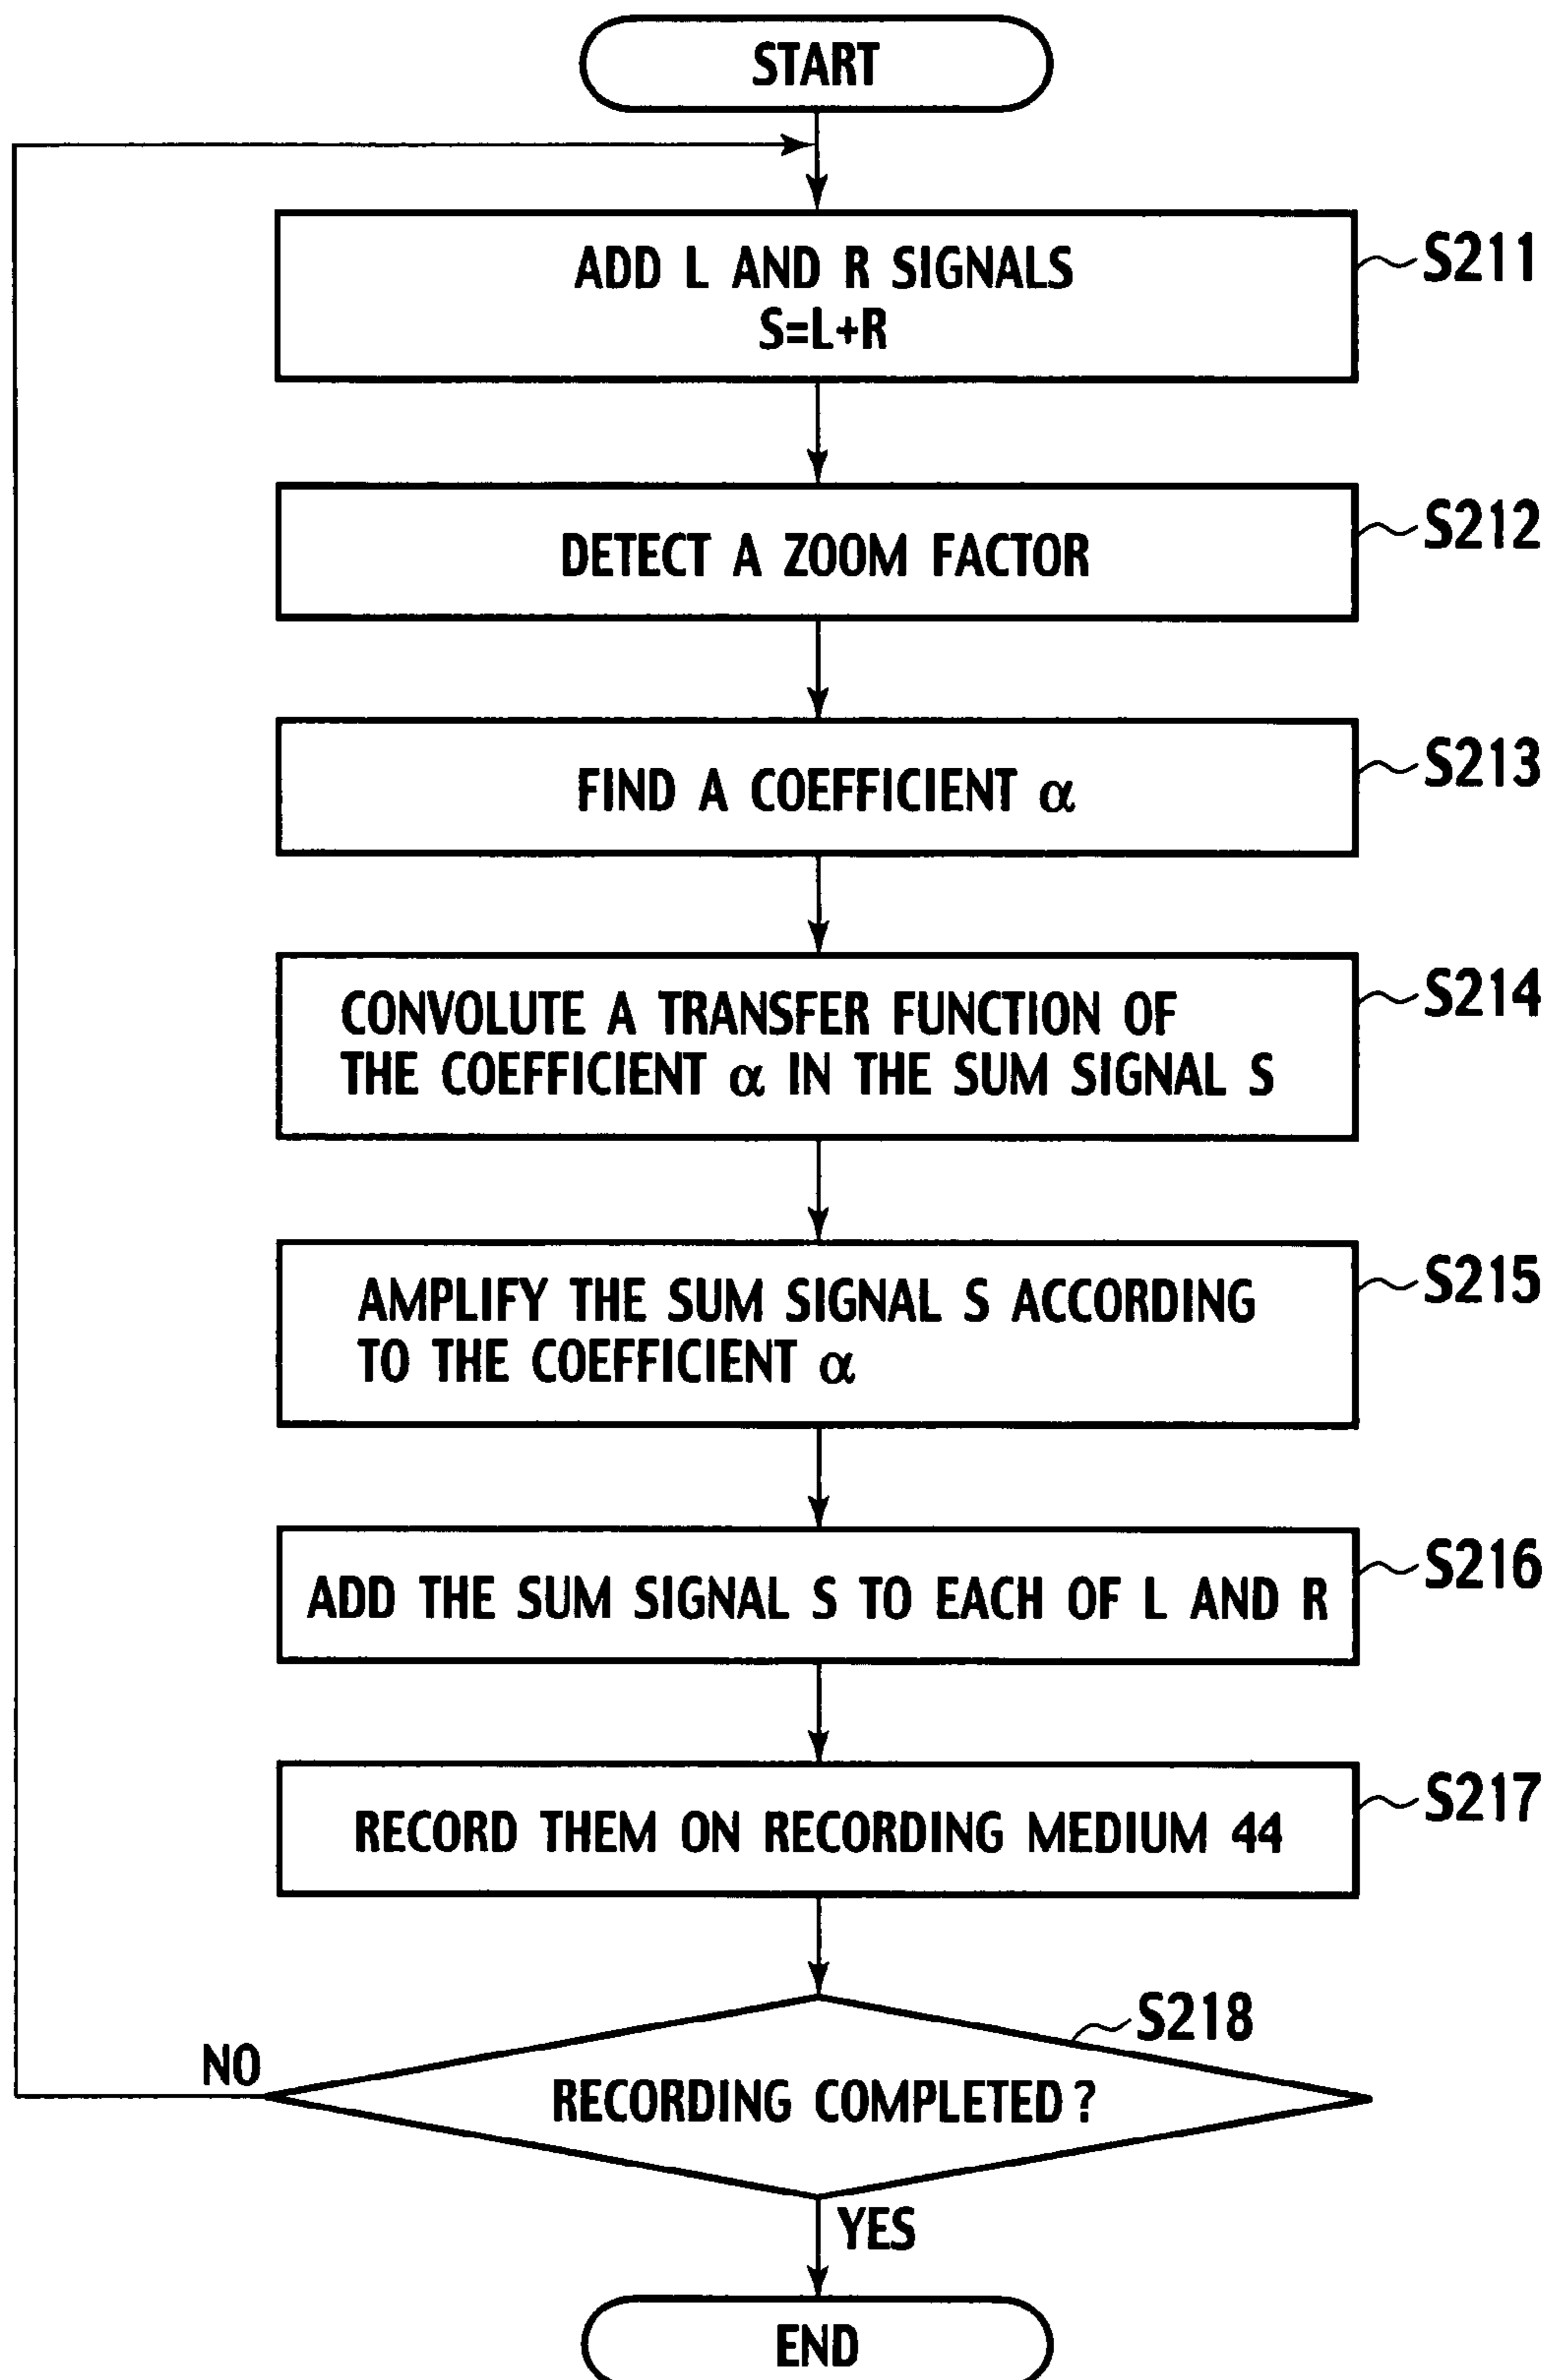 START
ADD L AND R SIGNALS
S=L+R
S211
DETECT A ZOOM FACTOR
S212
FIND A COEFFICIENT α
S213
CONVOLUTE A TRANSFER FUNCTION OF
THE COEFFICIENT α IN THE SUM SIGNAL S
S214
AMPLIFY THE SUM SIGNAL S ACCORDING
TO THE COEFFICIENT α
S215
ADD THE SUM SIGNAL S TO EACH OF L AND R
S216
RECORD THEM ON RECORDING MEDIUM 44
S217
S218
NO
RECORDING COMPLETED?
YES
END